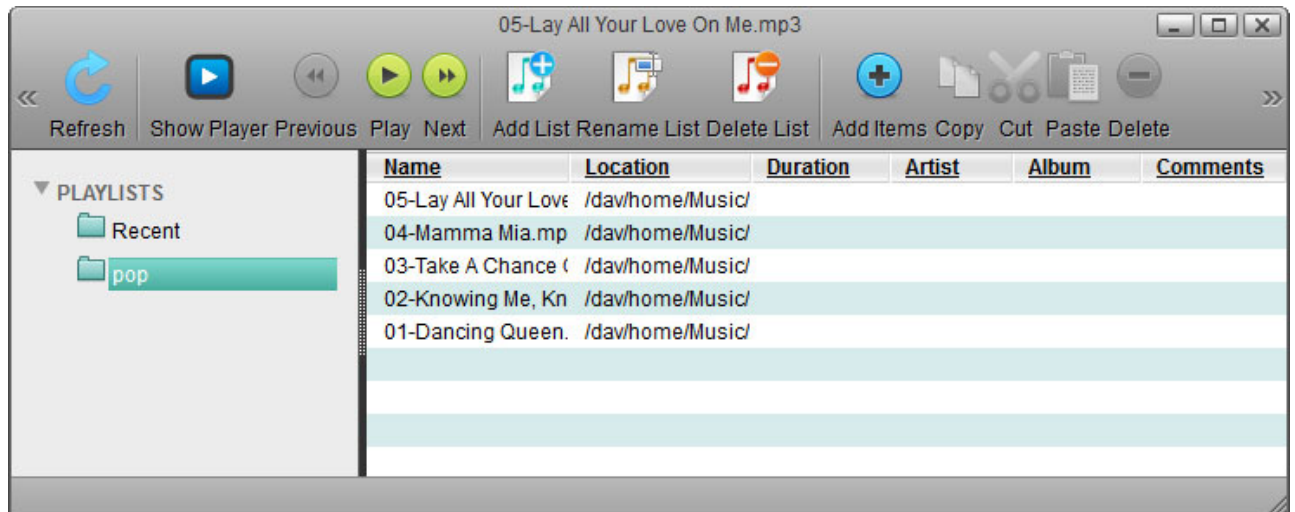 05-Lay All Your Love On Me.mp3
Refresh Show Player Previous Play Next Add List Rename List Delete List Add Items Copy Cut Paste Delete
Name Location Duration Artist Album Comments
PLAYLISTS
Recent
pop
05-Lay All Your Love /dav/home/Music/
04-Mamma Mia.mp /dav/home/Music/
03-Take A Chance /dav/home/Music/
02-Knowing Me, Kn /dav/home/Music/
01-Dancing Queen. /dav/home/Music/